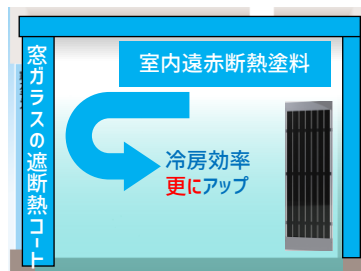 室内遠赤断熱塗料
窓ガラスの遮断熱コート
冷房効率
更にアップ